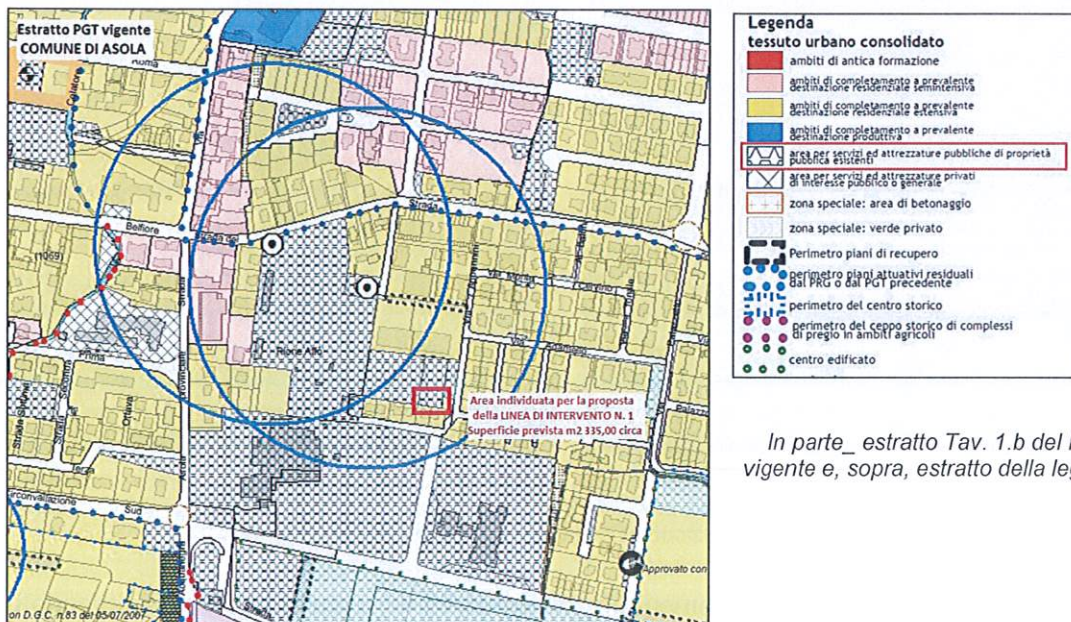 Estratto PGT vigente
COMUNE DI ASOLA
Roma
Belfiore
Strada
(1069)
Rione Alto
Prima
Seconda
Ottava
Terza
Provinciale
Circonvallazione
Sud
Strada
Area individuata per la proposta
della LINEA DI INTERVENTO N. 1
Superficie prevista m2 335,00 circa
Approvato con
on D.G.C. n.83 del 05/07/2007
Legenda
tessuto urbano consolidato
ambiti di antica formazione
ambiti di completamento a prevalente
destinazione residenziale semintensiva
ambiti di completamento a prevalente
destinazione residenziale estensiva
ambiti di completamento a prevalente
destinazione produttiva
area per servizi ed attrezzature pubbliche di proprietà
pubblica esistenti
area per servizi ed attrezzature privati
di interesse pubblico o generale
zona speciale: area di betonaggio
zona speciale: verde privato
Perimetro piani di recupero
perimetro piani attuativi residuali
dal PRG o dal PGT precedente
perimetro del centro storico
perimetro del ceppo storico di complessi
di pregio in ambiti agricoli
centro edificato
In parte_ estratto Tav. 1.b del
vigente e, sopra, estratto della